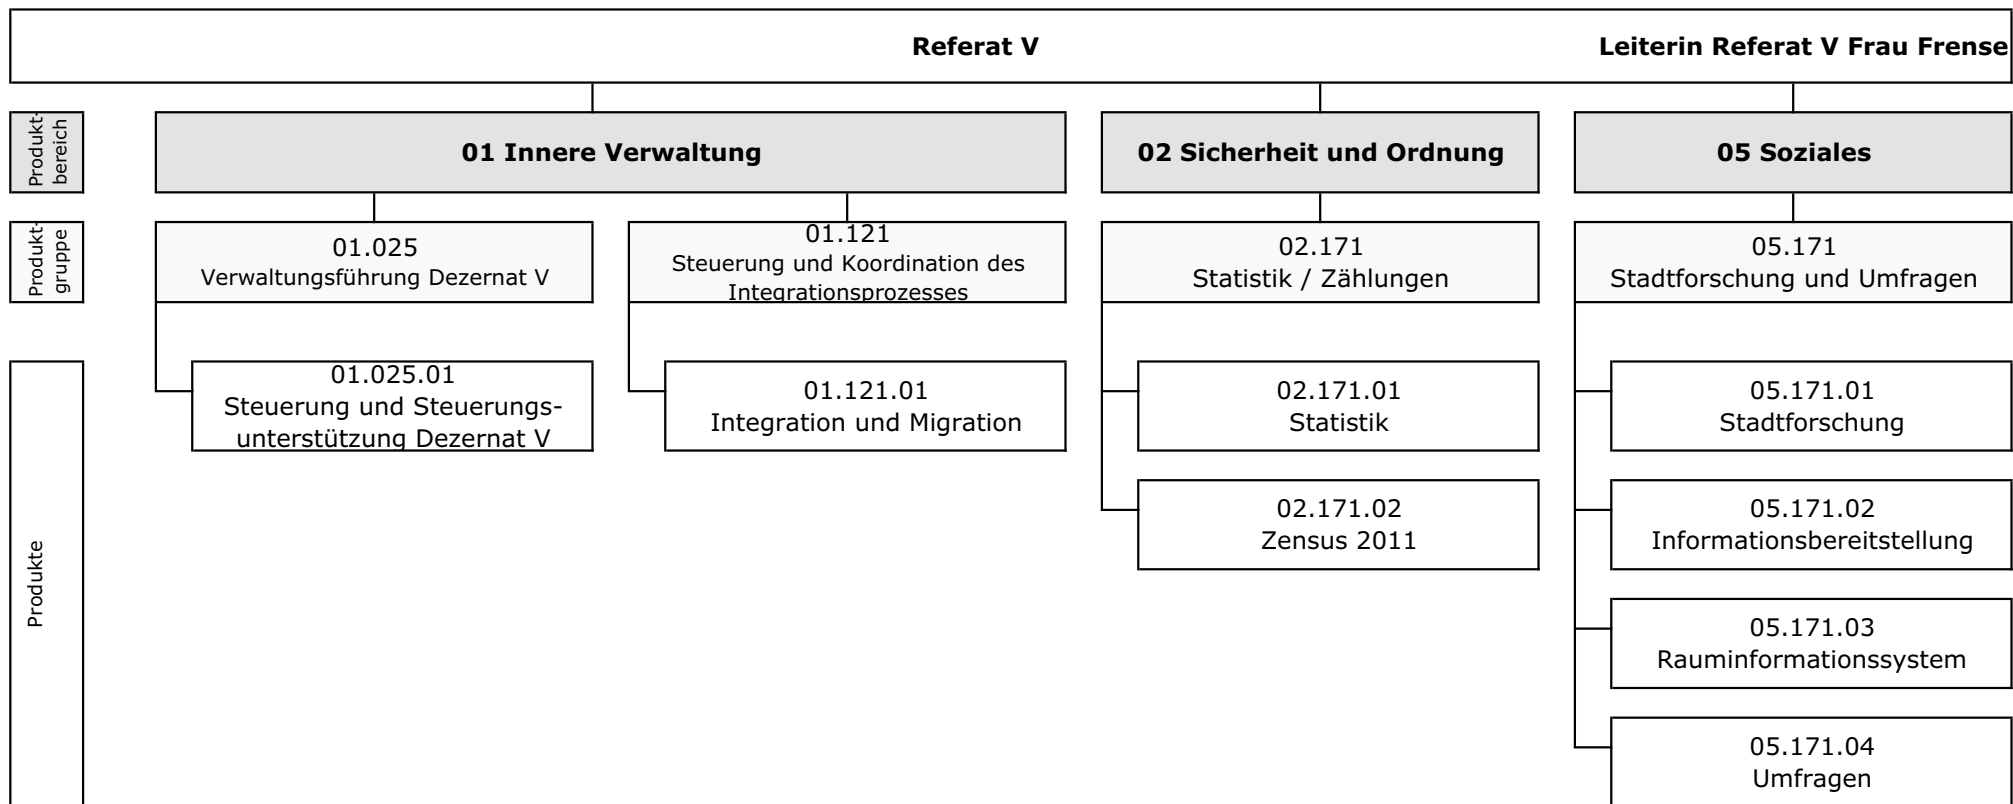 Referat V
Leiterin Referat V Frau Frense
Produkt-
bereich
01 Innere Verwaltung
02 Sicherheit und Ordnung
05 Soziales
Produkt-
gruppe
01.025
Verwaltungsführung Dezernat V
01.121
Steuerung und Koordination des
Integrationsprozesses
02.171
Statistik / Zählungen
05.171
Stadtforschung und Umfragen
Produkte
01.025.01
Steuerung und Steuerungs-
unterstützung Dezernat V
01.121.01
Integration und Migration
02.171.01
Statistik
05.171.01
Stadtforschung
02.171.02
Zensus 2011
05.171.02
Informationsbereitstellung
05.171.03
Rauminformationssystem
05.171.04
Umfragen